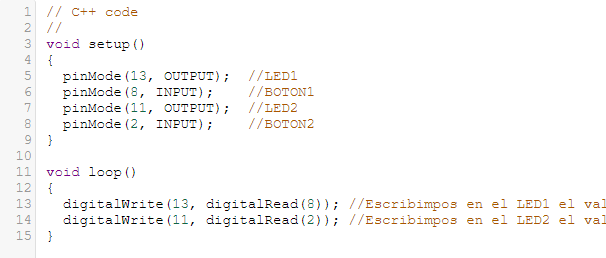 1 // C++ code
2 //
3 void setup()
4 {
5 pinMode(13, OUTPUT); //LED1
6 pinMode(8, INPUT); //BOTON1
7 pinMode(11, OUTPUT); //LED2
8 pinMode(2, INPUT); //BOTON2
9 }
10
11 void loop()
12 {
13 digitalWrite(13, digitalRead(8)); //Escribimpos en el LED1 el val
14 digitalWrite(11, digitalRead(2)); //Escribimpos en el LED2 el val
15 }